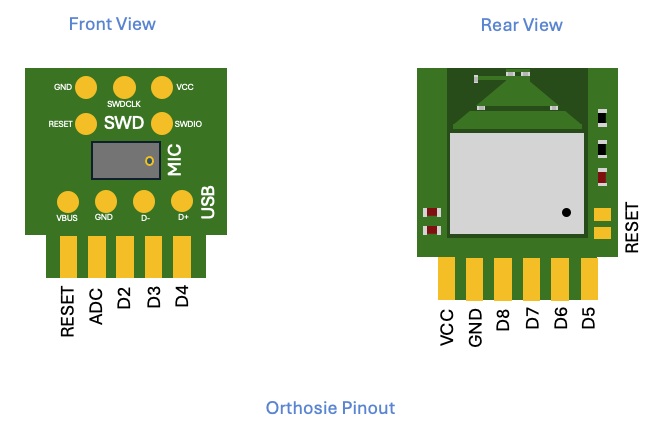 Front View
Rear View
GND
SWDCLK
VCC
RESET
SWD
SWDIO
MIC
USB
VBUS
GND
D-
D+
RESET
ADC
D2
D3
D4
RESET
VCC
GND
D8
D7
D6
D5
Orthosie Pinout